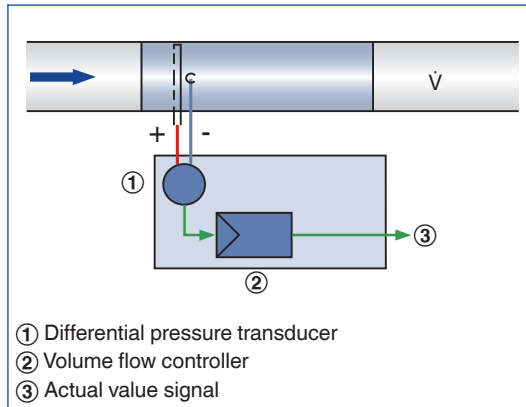 V̇
+ -
①
③
②
① Differential pressure transducer
② Volume flow controller
③ Actual value signal